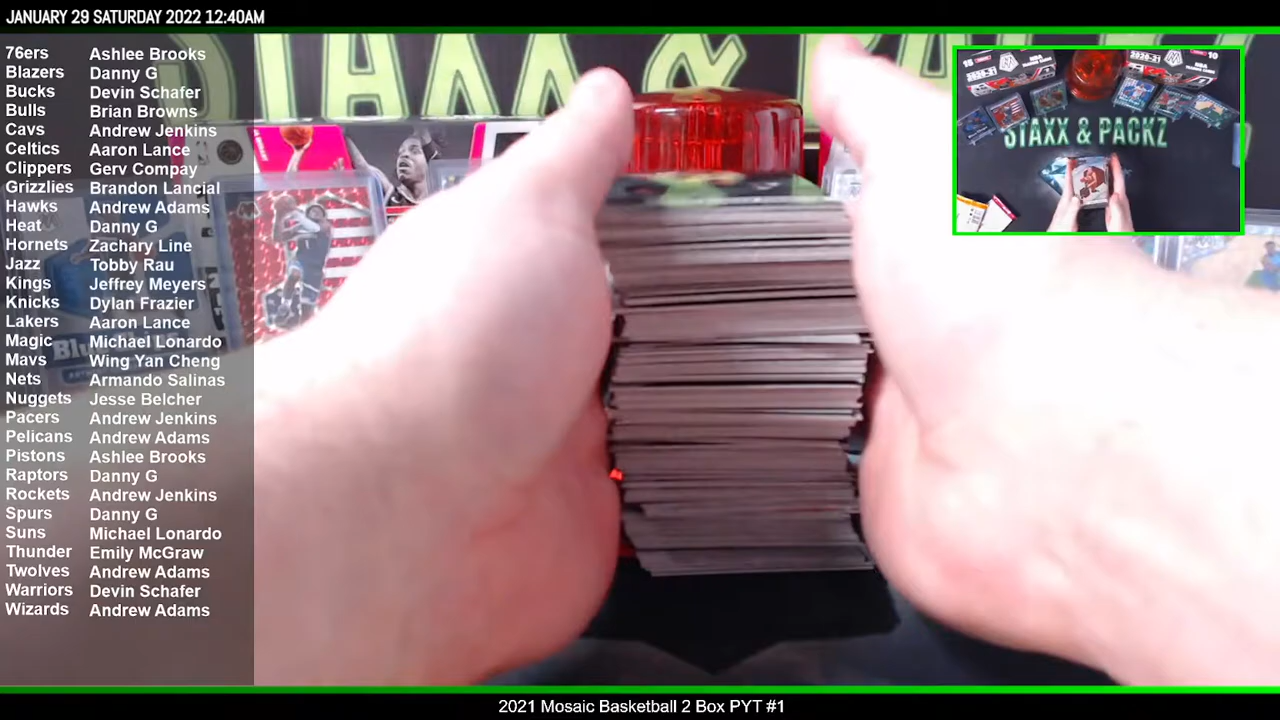 JANUARY 29 SATURDAY 2022 12:40AM
76ers Ashlee Brooks
Blazers Danny G
Bucks Devin Schafer
Bulls Brian Browns
Cavs Andrew Jenkins
Celtics Aaron Lance
Clippers Gerv Compay
Grizzlies Brandon Lancial
Hawks Andrew Adams
Heat Danny G
Hornets Zachary Line
Jazz Tobby Rau
Kings Jeffrey Meyers
Knicks Dylan Frazier
Lakers Aaron Lance
Magic Michael Lonardo
Mavs Wing Yan Cheng
Nets Armando Salinas
Nuggets Jesse Belcher
Pacers Andrew Jenkins
Pelicans Andrew Adams
Pistons Ashlee Brooks
Raptors Danny G
Rockets Andrew Jenkins
Spurs Danny G
Suns Michael Lonardo
Thunder Emily McGraw
Twolves Andrew Adams
Warriors Devin Schafer
Wizards Andrew Adams
STAXX & PACKZ
2021 Mosaic Basketball 2 Box PYT #1